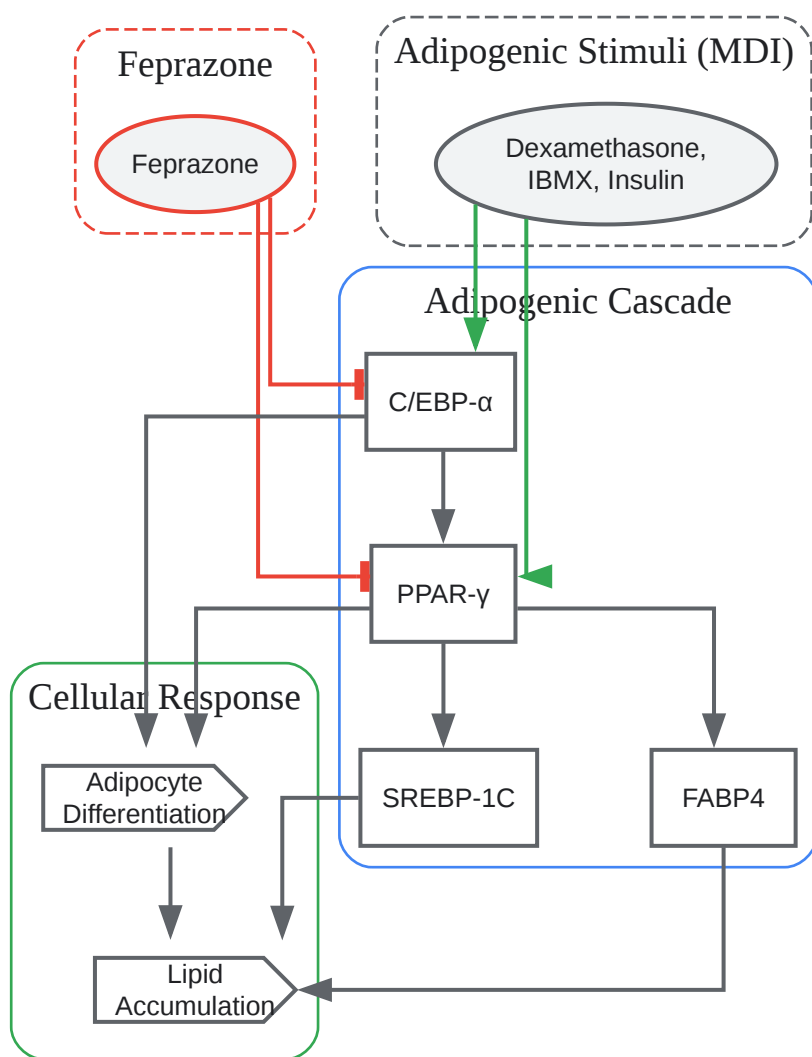 Feprazone
Adipogenic Stimuli (MDI)
Feprazone
Dexamethasone,
IBMX, Insulin
Adipogenic Cascade
C/EBP-α
PPAR-γ
Cellular Response
Adipocyte
Differentiation
SREBP-1C
FABP4
Lipid
Accumulation